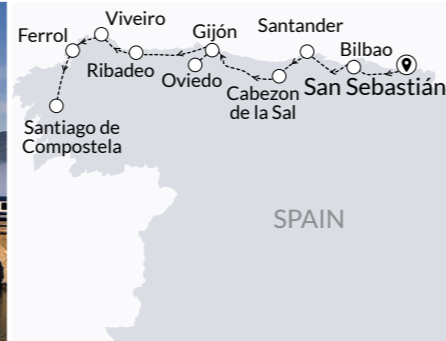 Viveiro
Ferrol
Gijón
Santander
Bilbao
Ribadeo
Oviedo
Cabezon
de la Sal
San Sebastián
Santiago de
Compostela
SPAIN